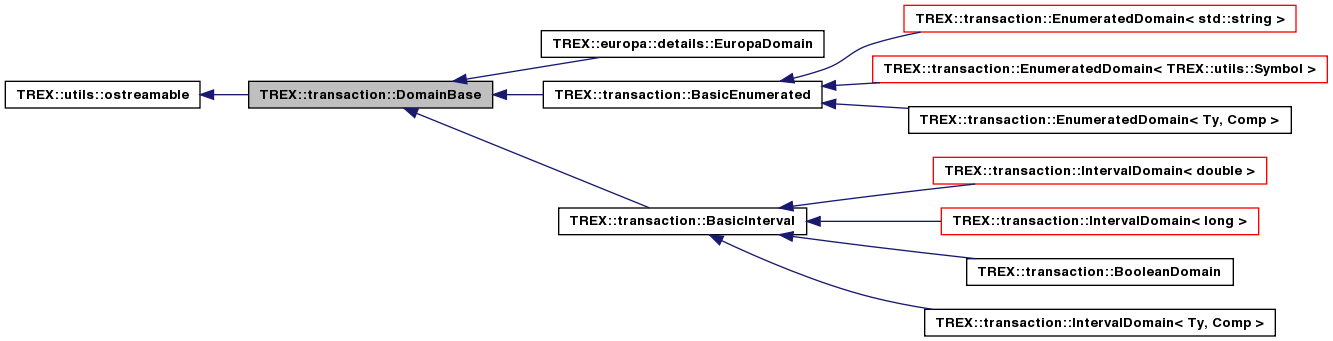 TREX::transaction::EnumeratedDomain< std::string >
TREX::europa::details::EuropaDomain
TREX::transaction::EnumeratedDomain< TREX::utils::Symbol >
TREX::utils::ostreamable
TREX::transaction::DomainBase
TREX::transaction::BasicEnumerated
TREX::transaction::EnumeratedDomain< Ty, Comp >
TREX::transaction::IntervalDomain< double >
TREX::transaction::BasicInterval
TREX::transaction::IntervalDomain< long >
TREX::transaction::BooleanDomain
TREX::transaction::IntervalDomain< Ty, Comp >